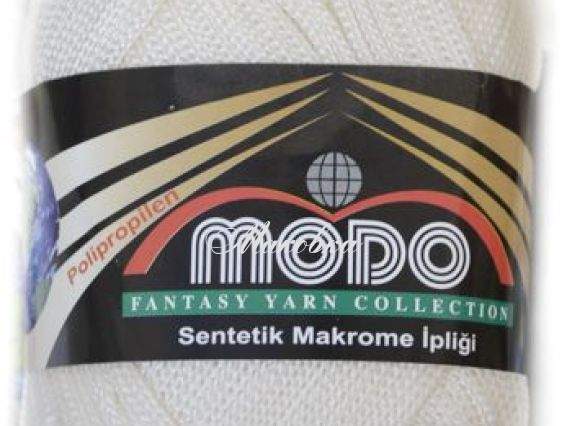 Polipropilen
MODO
FANTASY YARN COLLECTION
Sentetik Makrome İpliği